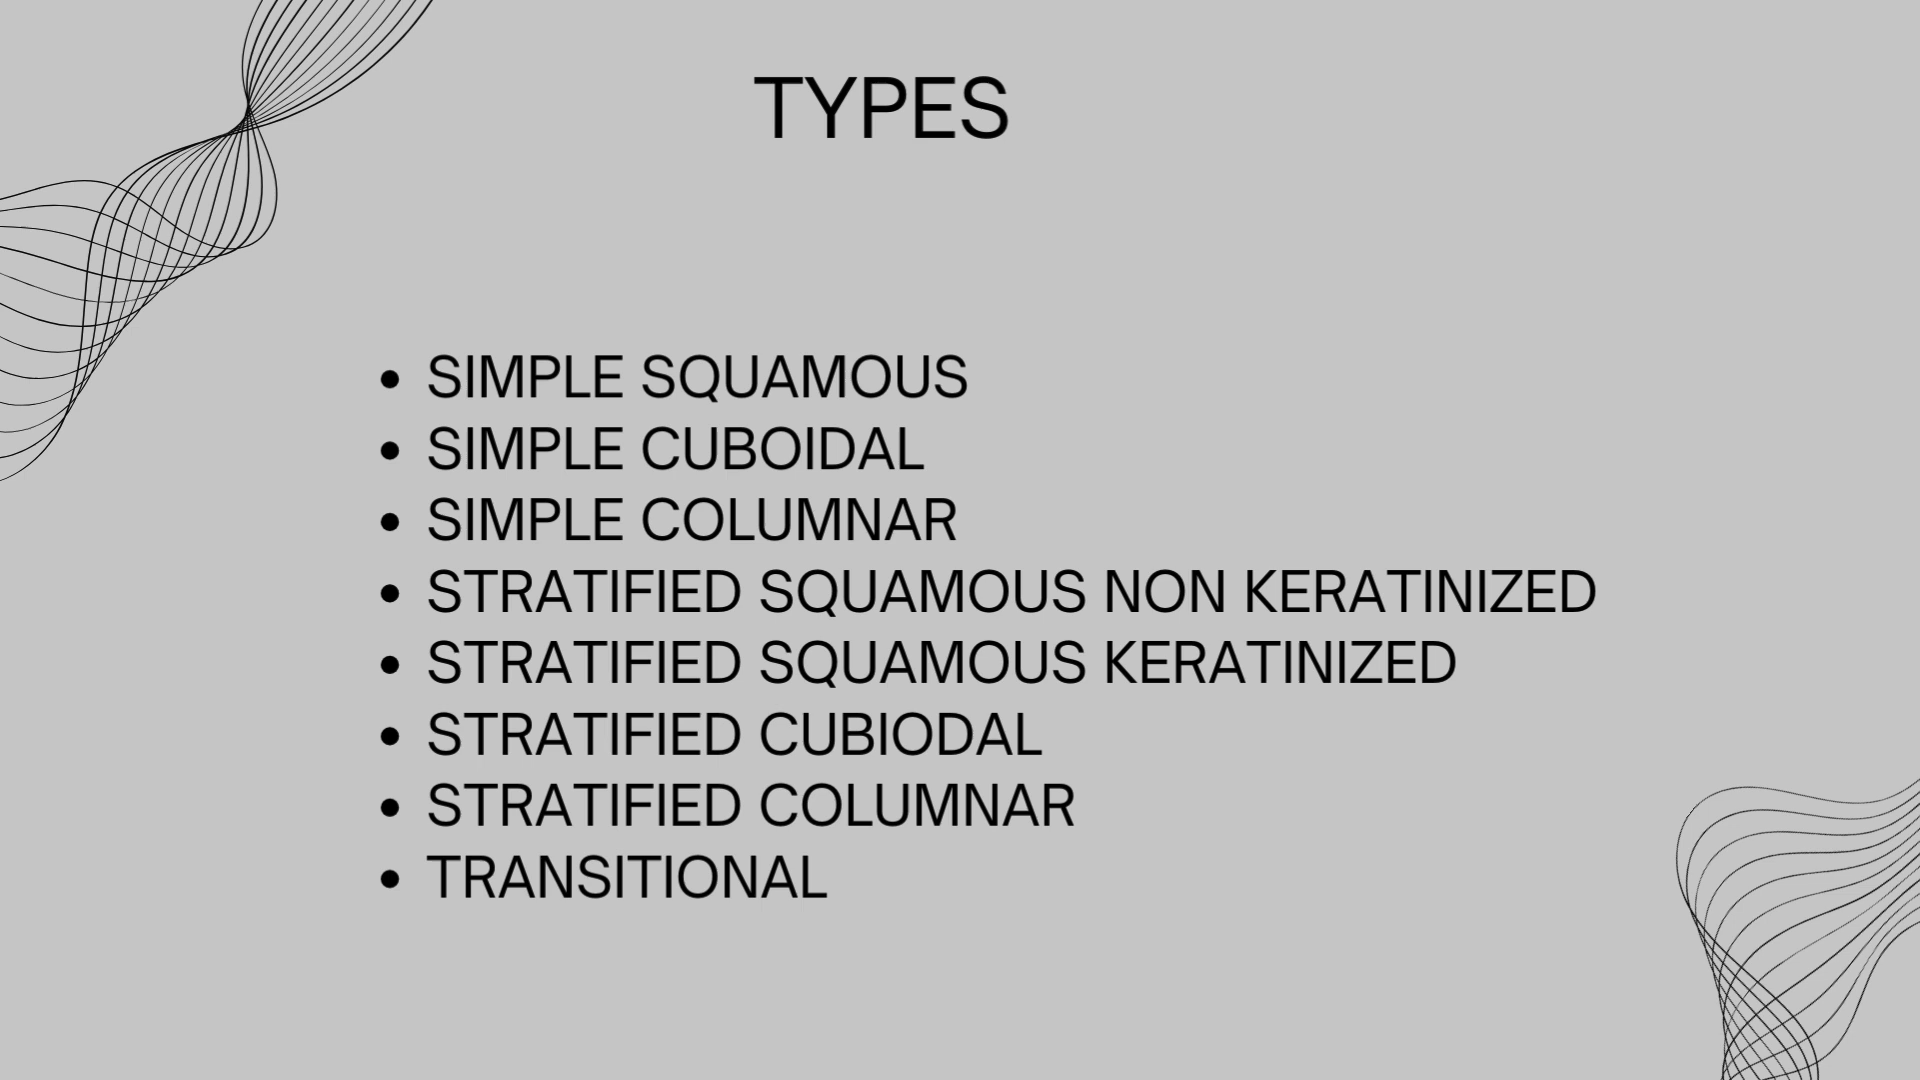 TYPES
• SIMPLE SQUAMOUS
• SIMPLE CUBOIDAL
• SIMPLE COLUMNAR
• STRATIFIED SQUAMOUS NON KERATINIZED
• STRATIFIED SQUAMOUS KERATINIZED
• STRATIFIED CUBIODAL
• STRATIFIED COLUMNAR
• TRANSITIONAL